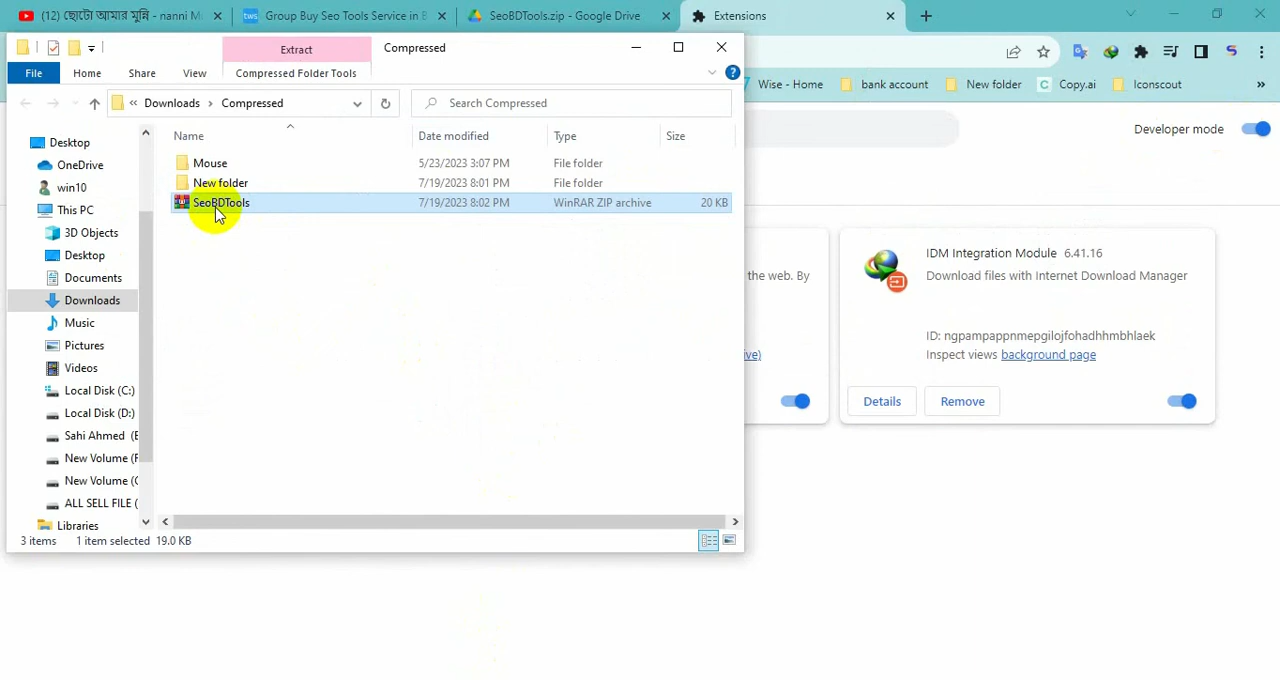 (12) ছোটো আমার মুন্নি - nanni M
Group Buy Seo Tools Service in B
SeoBDTools.zip - Google Drive
Extensions
Extract
Compressed
File
Home
Share
View
Compressed Folder Tools
Wise - Home
bank account
New folder
Copy.ai
Iconscout
»
« Downloads › Compressed
Search Compressed
Developer mode
Name
Date modified
Type
Size
Desktop
OneDrive
win10
This PC
3D Objects
Desktop
Documents
Downloads
Music
Pictures
Videos
Local Disk (C:)
Local Disk (D:)
Sahi Ahmed (E
New Volume (F
New Volume (G
ALL SELL FILE (
Libraries
Mouse
5/23/2023 3:07 PM
File folder
New folder
7/19/2023 8:01 PM
File folder
SeoBDTools
7/19/2023 8:02 PM
WinRAR ZIP archive
20 KB
3 items
1 item selected 19.0 KB
the web. By
ive)
IDM Integration Module 6.41.16
Download files with Internet Download Manager
ID: ngpampappnmepgilojfohadhhmbhlaek
Inspect views background page
Details
Remove